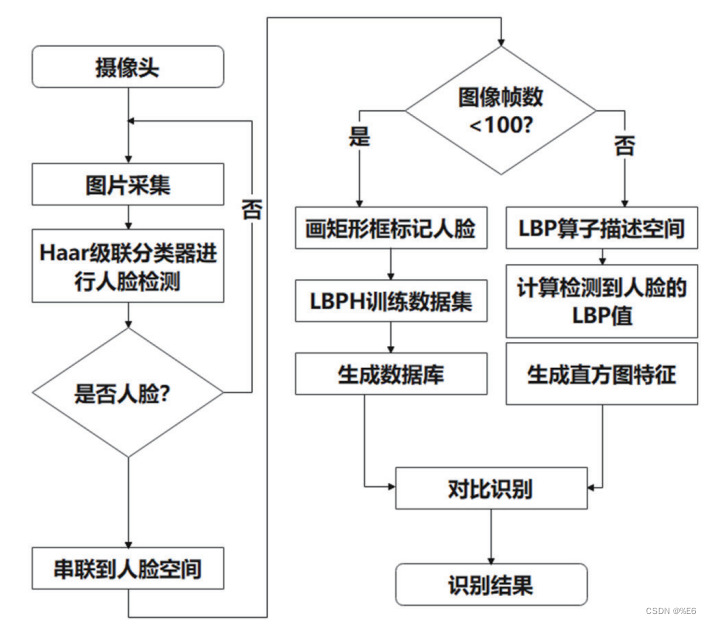 摄像头
图片采集
Haar级联分类器进
行人脸检测
是否人脸?
否
串联到人脸空间
图像帧数
<100?
是
否
画矩形框标记人脸
LBPH训练数据集
生成数据库
LBP算子描述空间
计算检测到人脸的
LBP值
生成直方图特征
对比识别
识别结果
CSDN @%E6